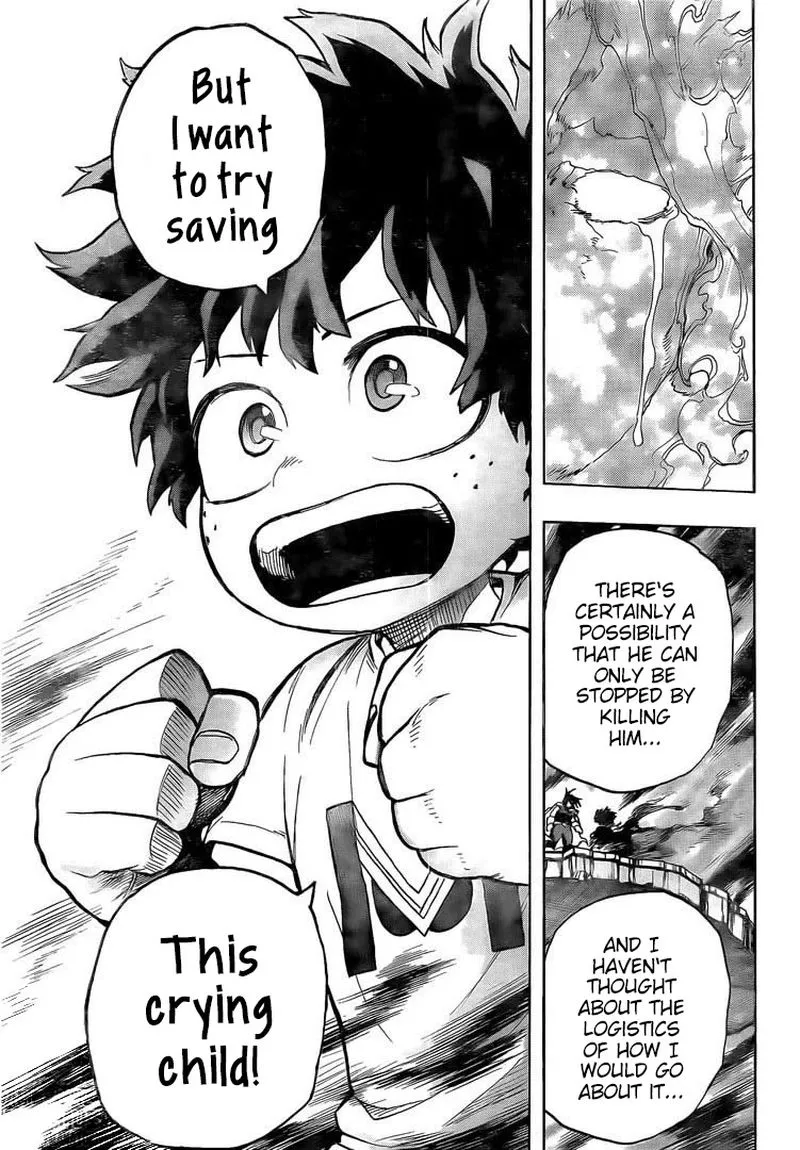 THERE'S
CERTAINLY A
POSSIBILITY
THAT HE CAN
ONLY BE
STOPPED BY
KILLING
HIM...
AND I
HAVEN'T
THOUGHT
ABOUT THE
LOGISTICS
OF HOW I
WOULD GO
ABOUT IT...
But
I want
to try
saving
This
crying
child!